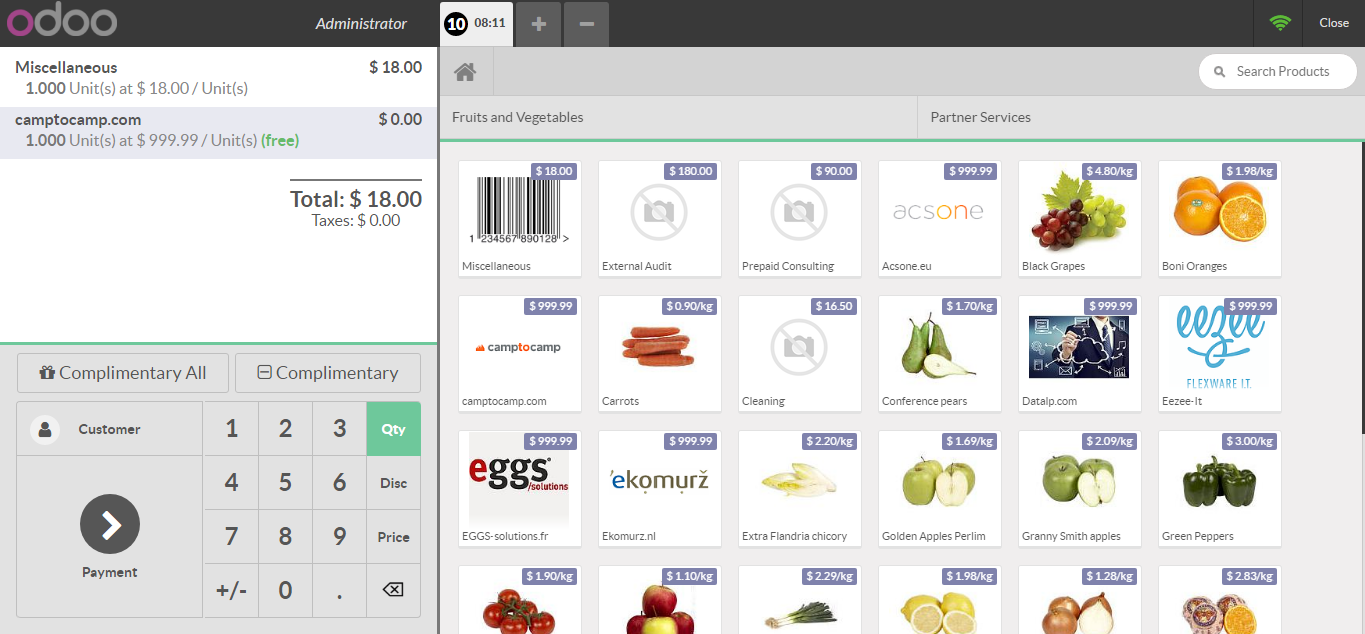 odoo
Administrator
10 08:11
+
−
Close
Miscellaneous $ 18.00
1.000 Unit(s) at $ 18.00 / Unit(s)
camptocamp.com $ 0.00
1.000 Unit(s) at $ 999.99 / Unit(s) (free)
Total: $ 18.00
Taxes: $ 0.00
Complimentary All
Complimentary
Customer
Payment
1 2 3 Qty
4 5 6 Disc
7 8 9 Price
+/- 0 .
Search Products
Fruits and Vegetables
Partner Services
$ 18.00
1 234567 890128 >
Miscellaneous
$ 180.00
External Audit
$ 90.00
Prepaid Consulting
$ 999.99
acsone
Acsone.eu
$ 4.80/kg
Black Grapes
$ 1.98/kg
Boni Oranges
$ 999.99
camptocamp
camptocamp.com
$ 0.90/kg
Carrots
$ 16.50
Cleaning
$ 1.70/kg
Conference pears
$ 999.99
Datalp.com
$ 999.99
eezee
FLEXWARE I.T.
Eezee-It
$ 999.99
eggs
/solutions
EGGS-solutions.fr
$ 999.99
ekomurž
Ekomurz.nl
$ 2.20/kg
Extra Flandria chicory
$ 1.69/kg
Golden Apples Perlim
$ 2.09/kg
Granny Smith apples
$ 3.00/kg
Green Peppers
$ 1.90/kg
$ 1.10/kg
$ 2.29/kg
$ 1.98/kg
$ 1.28/kg
$ 2.83/kg